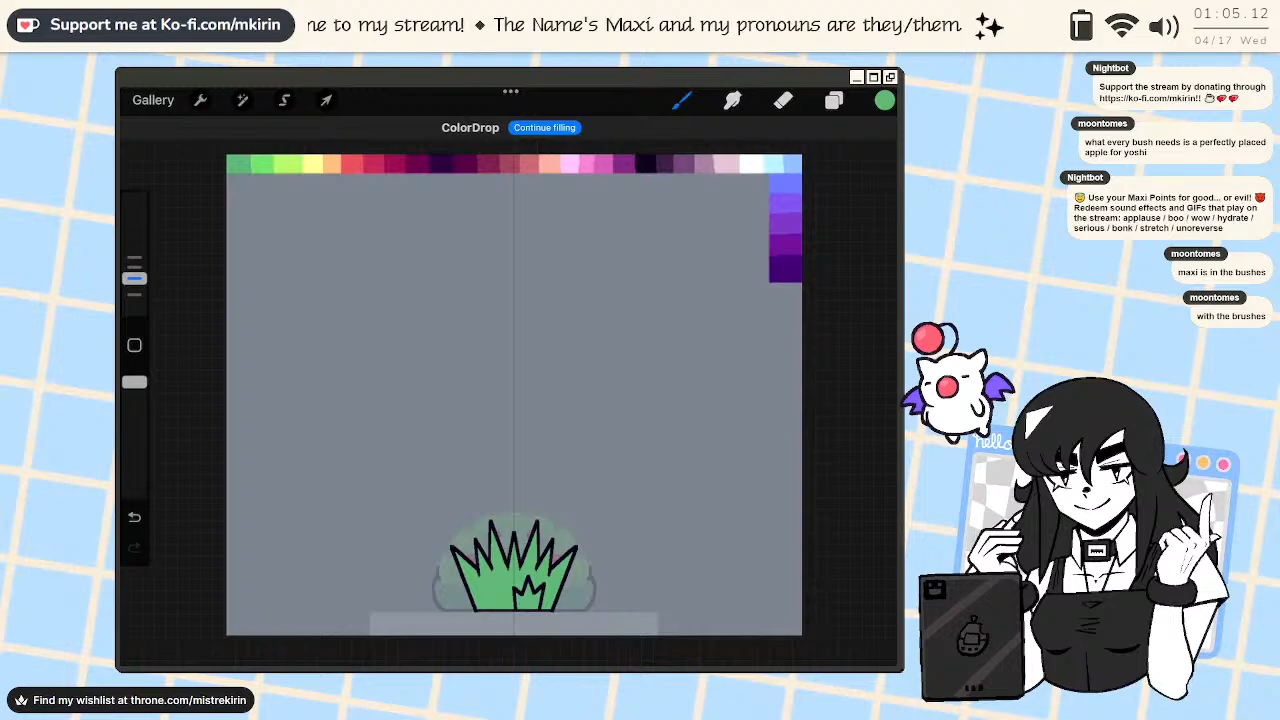 Support me at Ko-fi.com/mkirin
me to my stream! ◆ The Name's Maxi and my pronouns are they/them
01:05.12
04/17 Wed
Gallery
ColorDrop
Continue filling
Nightbot
Support the stream by donating through
https://ko-fi.com/mkirin!! ☕💕💕
moontomes
what every bush needs is a perfectly placed
apple for yoshi
Nightbot
😇 Use your Maxi Points for good... or evil! 😈
Redeem sound effects and GIFs that play on
the stream: applause / boo / wow / hydrate /
serious / bonk / stretch / unoreverse
moontomes
maxi is in the bushes
moontomes
with the brushes
hello
Find my wishlist at throne.com/mistrekirin